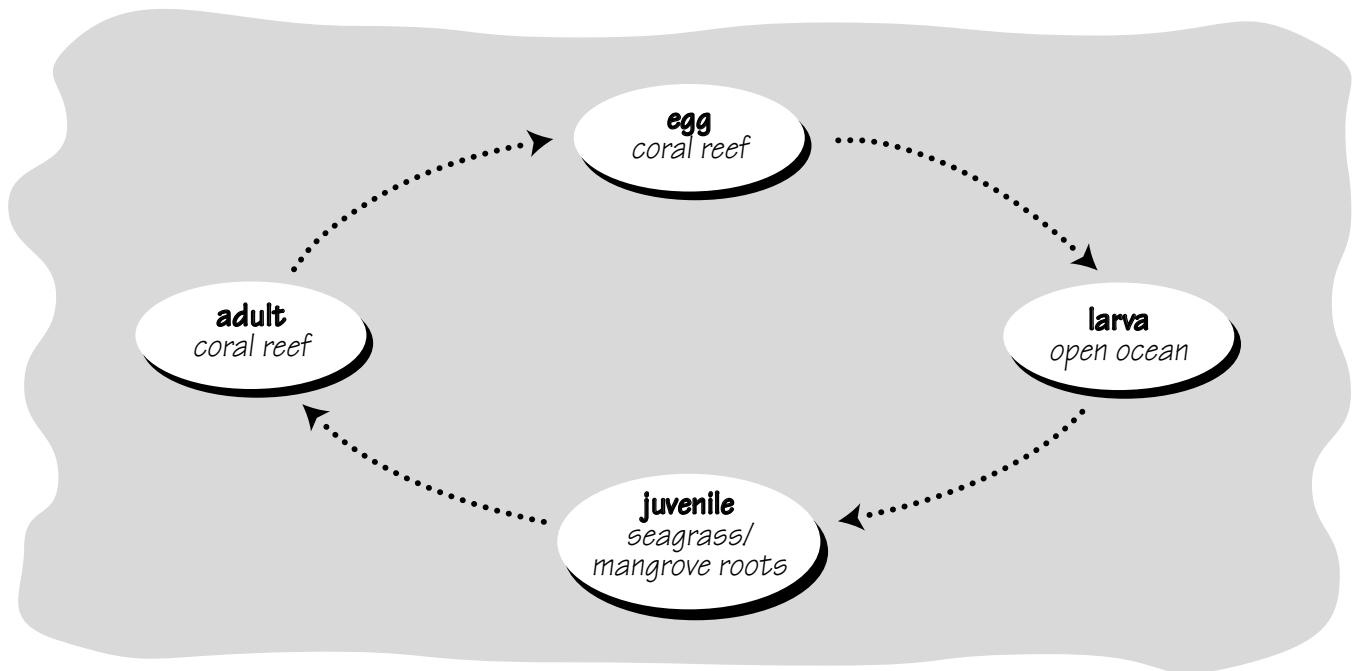 egg
coral reef
adult
coral reef
larva
open ocean
juvenile
seagrass/
mangrove roots